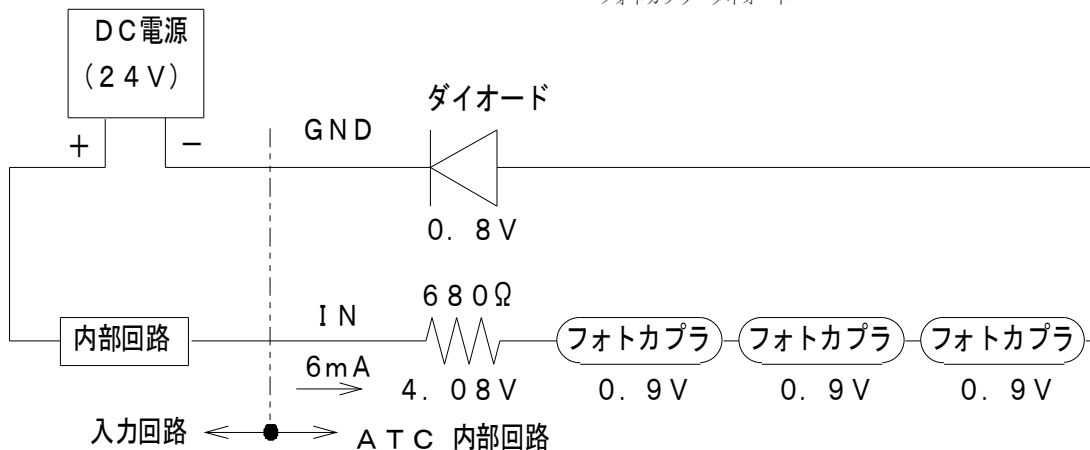 DC電源
(24V)
ダイオード
+
−
GND
0.8V
680Ω
IN
内部回路
フォトカプラ
フォトカプラ
フォトカプラ
6mA
4.08V
0.9V
0.9V
0.9V
入力回路
ATC 内部回路